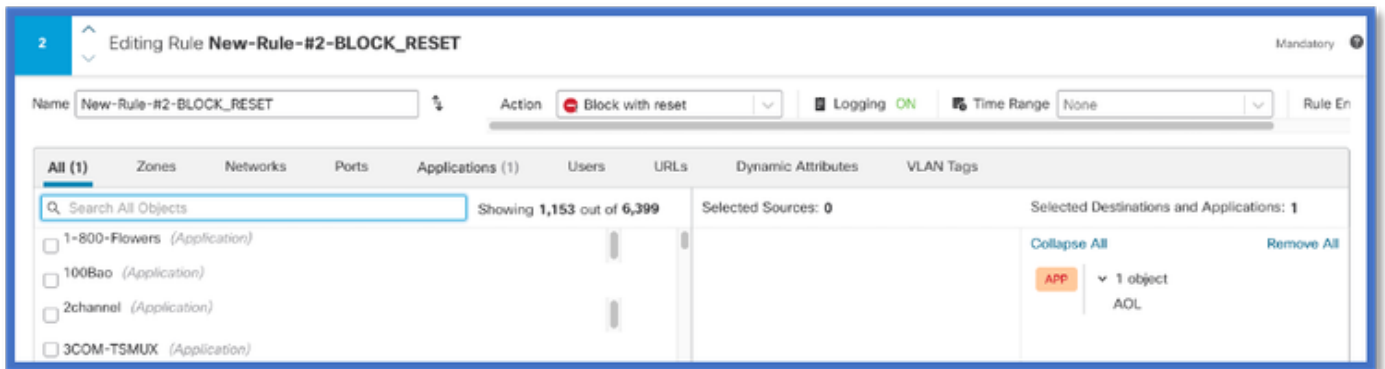 2 Editing Rule New-Rule-#2-BLOCK_RESET Mandatory
Name New-Rule-#2-BLOCK_RESET Action Block with reset Logging ON Time Range None Rule En
All (1) Zones Networks Ports Applications (1) Users URLs Dynamic Attributes VLAN Tags
Search All Objects Showing 1,153 out of 6,399 Selected Sources: 0 Selected Destinations and Applications: 1
1-800-Flowers (Application) Collapse All Remove All
100Bao (Application) APP 1 object
2channel (Application) AOL
3COM-TSMUX (Application)